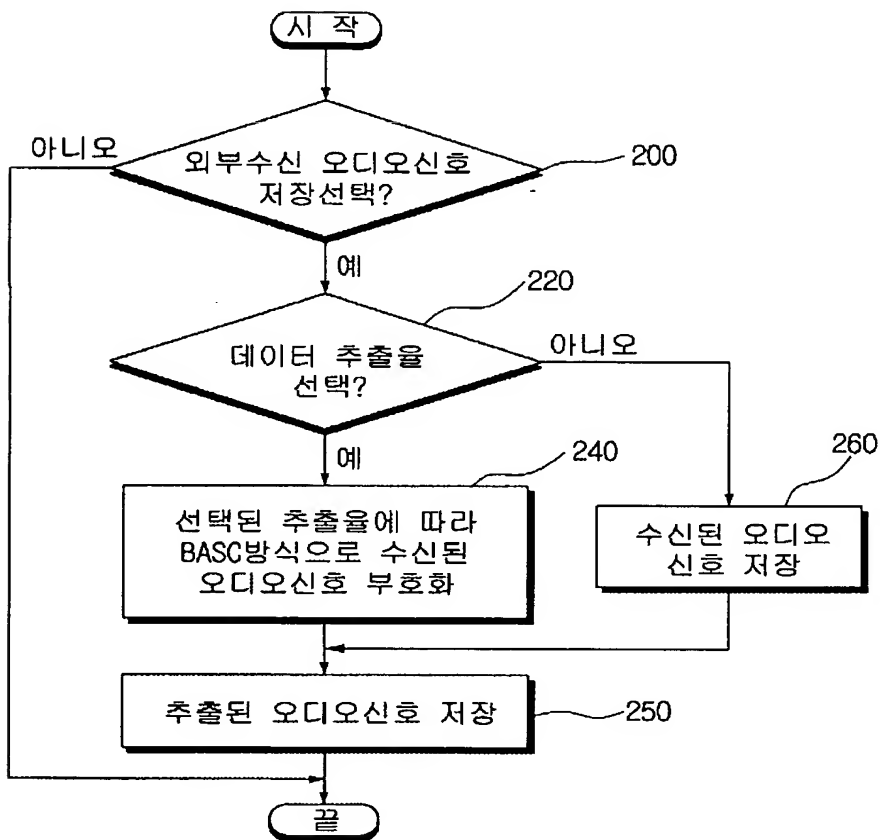 시 작
아니오
외부수신 오디오신호
저장선택?
200
예
220
데이터 추출율
선택?
아니오
예
240
260
선택된 추출율에 따라
BASC방식으로 수신된
오디오신호 부호화
수신된 오디오
신호 저장
추출된 오디오신호 저장
250
끝